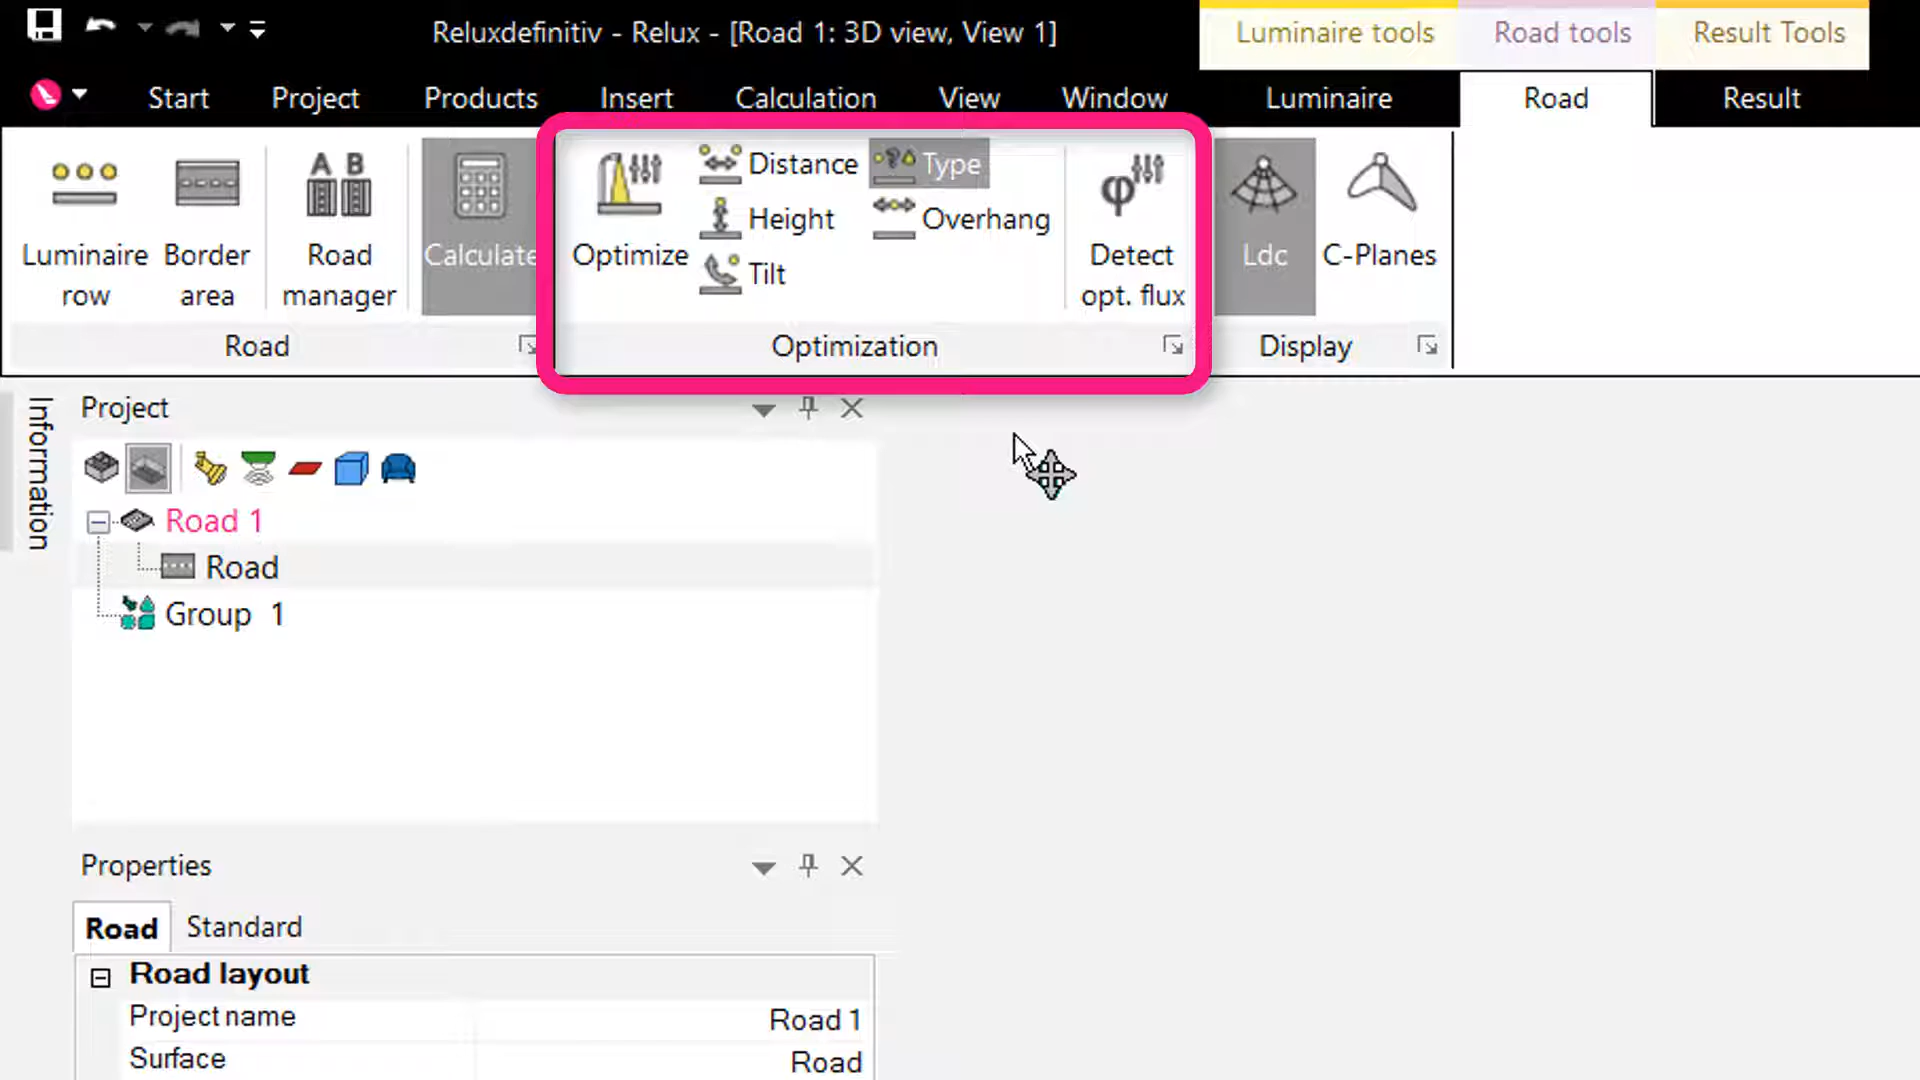 Reluxdefinitiv - Relux - [Road 1: 3D view, View 1]
Luminaire tools Road tools Result Tools
Start Project Products Insert Calculation View Window Luminaire Road Result
Luminaire row
Border area
A B
Road manager
Calculate
Road
Optimize
Distance
Height
Tilt
Type
Overhang
φ
Detect opt. flux
Optimization
Ldc
C-Planes
Display
Information
Project
Road 1
Road
Group 1
Properties
Road Standard
Road layout
Project name Road 1
Surface Road